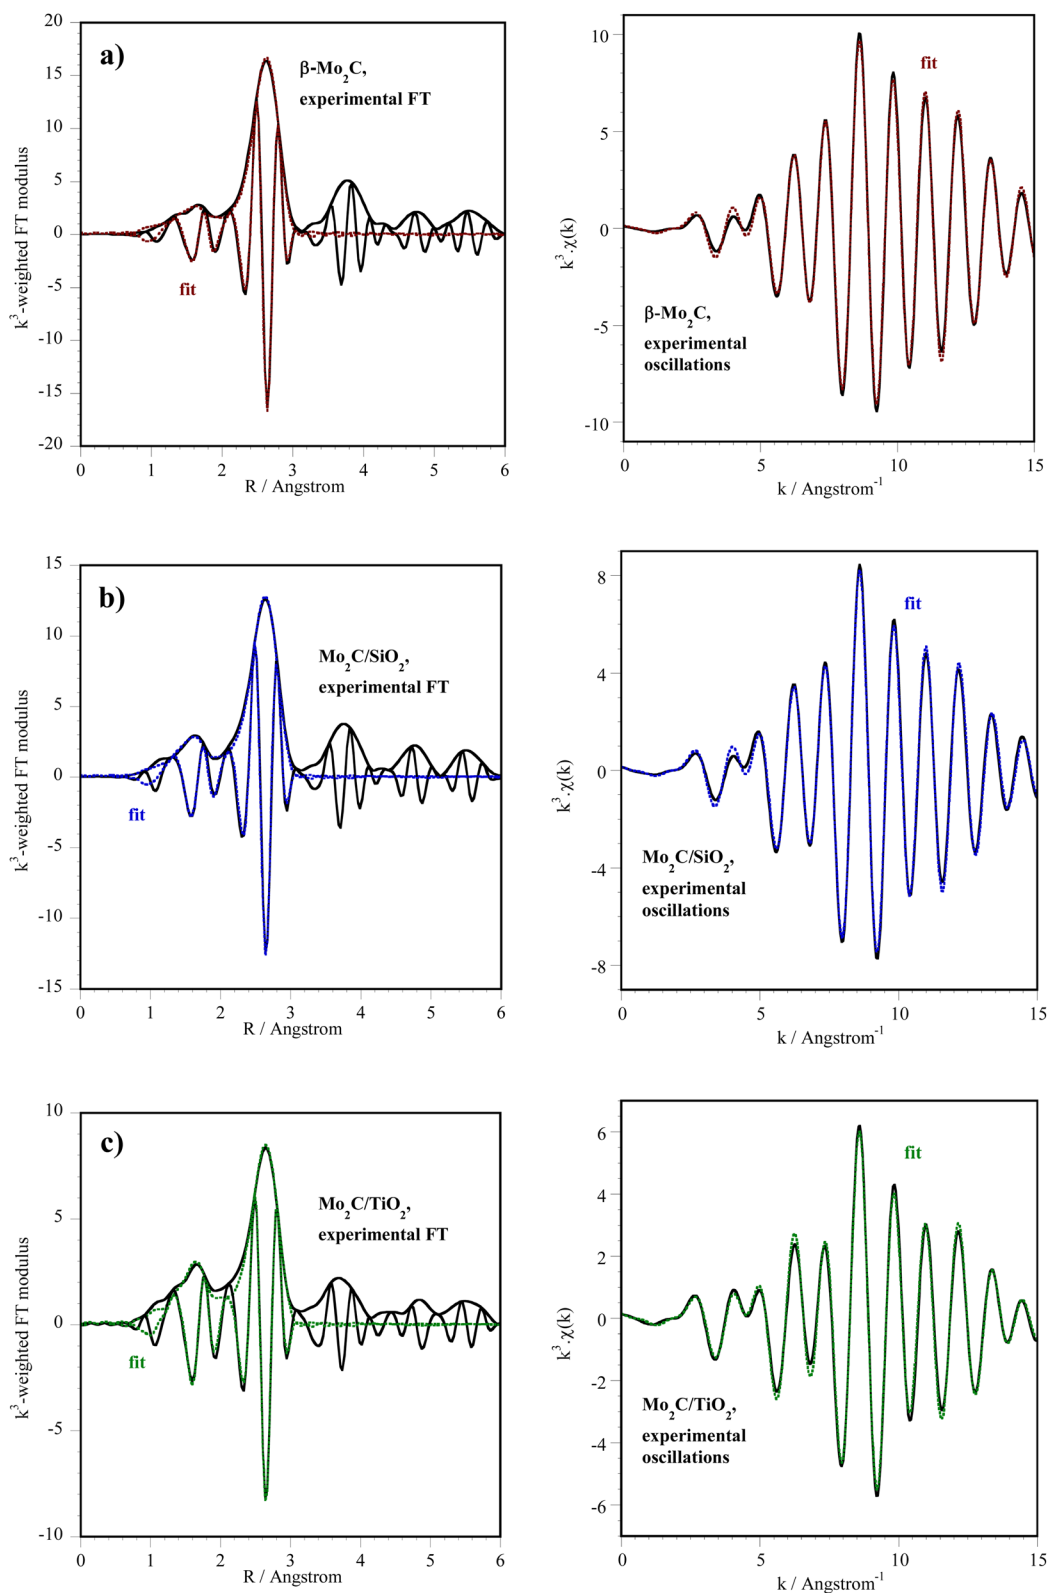 a)
β-Mo₂C,
experimental FT
fit
k³-weighted FT modulus
20
15
10
5
0
-5
-10
-15
-20
0 1 2 3 4 5 6
R / Angstrom
fit
β-Mo₂C,
experimental
oscillations
k³.χ(k)
10
5
0
-5
-10
0 5 10 15
k / Angstrom⁻¹
b)
Mo₂C/SiO₂,
experimental FT
fit
k³-weighted FT modulus
15
10
5
0
-5
-10
-15
0 1 2 3 4 5 6
R / Angstrom
fit
Mo₂C/SiO₂,
experimental
oscillations
k³.χ(k)
8
4
0
-4
-8
0 5 10 15
k / Angstrom⁻¹
c)
Mo₂C/TiO₂,
experimental FT
fit
k³-weighted FT modulus
10
5
0
-5
-10
0 1 2 3 4 5 6
R / Angstrom
fit
Mo₂C/TiO₂,
experimental
oscillations
k³.χ(k)
6
4
2
0
-2
-4
-6
0 5 10 15
k / Angstrom⁻¹